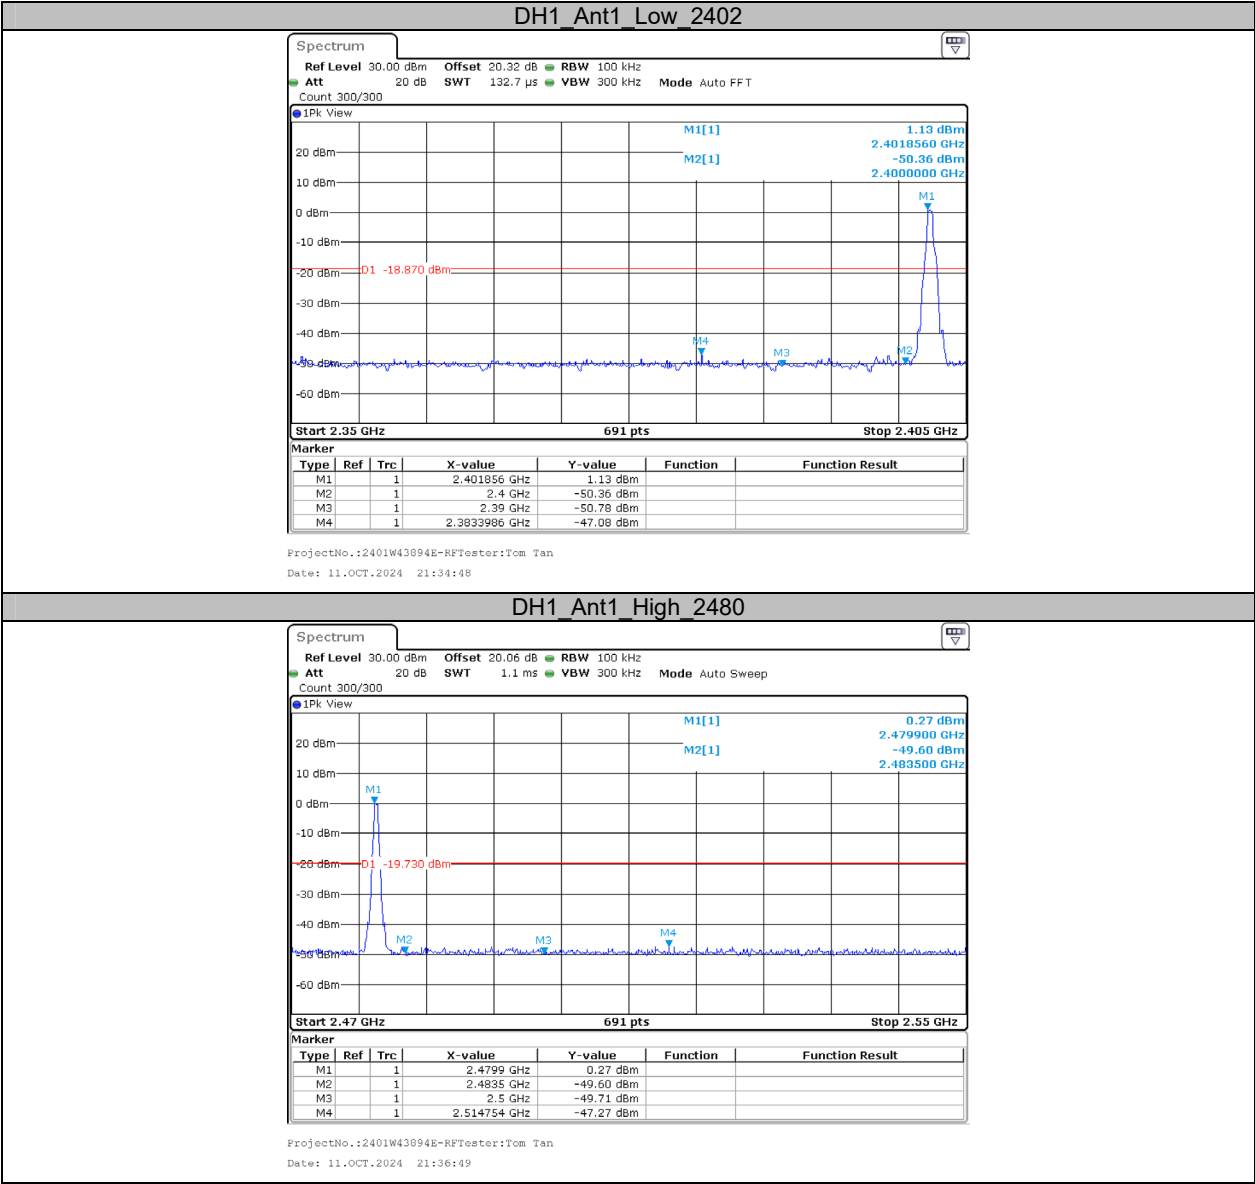 DH1_Ant1_Low_2402
Spectrum
Ref Level 30.00 dBm Offset 20.32 dB RBW 100 kHz
Att 20 dB SWT 132.7 µs VBW 300 kHz Mode Auto FFT
Count 300/300
1Pk View
M1[1] 1.13 dBm
2.4018560 GHz
M2[1] -50.36 dBm
2.4000000 GHz
20 dBm
10 dBm
M1
0 dBm
-10 dBm
-20 dBm
D1 -18.870 dBm
-30 dBm
-40 dBm
M4 M3 M2
-50 dBm
-60 dBm
Start 2.35 GHz 691 pts Stop 2.405 GHz
Marker
Type Ref Trc X-value Y-value Function Function Result
M1 1 2.401856 GHz 1.13 dBm
M2 1 2.4 GHz -50.36 dBm
M3 1 2.39 GHz -50.78 dBm
M4 1 2.3833986 GHz -47.08 dBm
ProjectNo.:2401W43894E-RFTester:Tom Tan
Date: 11.OCT.2024 21:34:48
DH1_Ant1_High_2480
Spectrum
Ref Level 30.00 dBm Offset 20.06 dB RBW 100 kHz
Att 20 dB SWT 1.1 ms VBW 300 kHz Mode Auto Sweep
Count 300/300
1Pk View
M1[1] 0.27 dBm
2.479900 GHz
M2[1] -49.60 dBm
2.483500 GHz
20 dBm
10 dBm
M1
0 dBm
-10 dBm
-20 dBm
D1 -19.730 dBm
-30 dBm
-40 dBm
M2 M3 M4
-50 dBm
-60 dBm
Start 2.47 GHz 691 pts Stop 2.55 GHz
Marker
Type Ref Trc X-value Y-value Function Function Result
M1 1 2.4799 GHz 0.27 dBm
M2 1 2.4835 GHz -49.60 dBm
M3 1 2.5 GHz -49.71 dBm
M4 1 2.514754 GHz -47.27 dBm
ProjectNo.:2401W43894E-RFTester:Tom Tan
Date: 11.OCT.2024 21:36:49